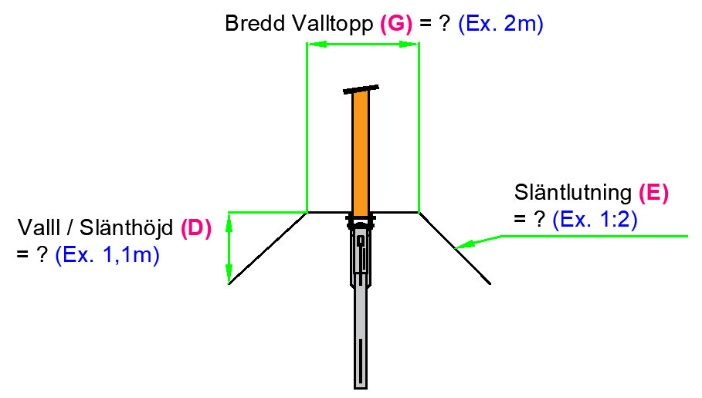 Bredd Valltopp (G) = ? (Ex. 2m)
Släntlutning (E)
= ? (Ex. 1:2)
Valll / Slänthöjd (D)
= ? (Ex. 1,1m)